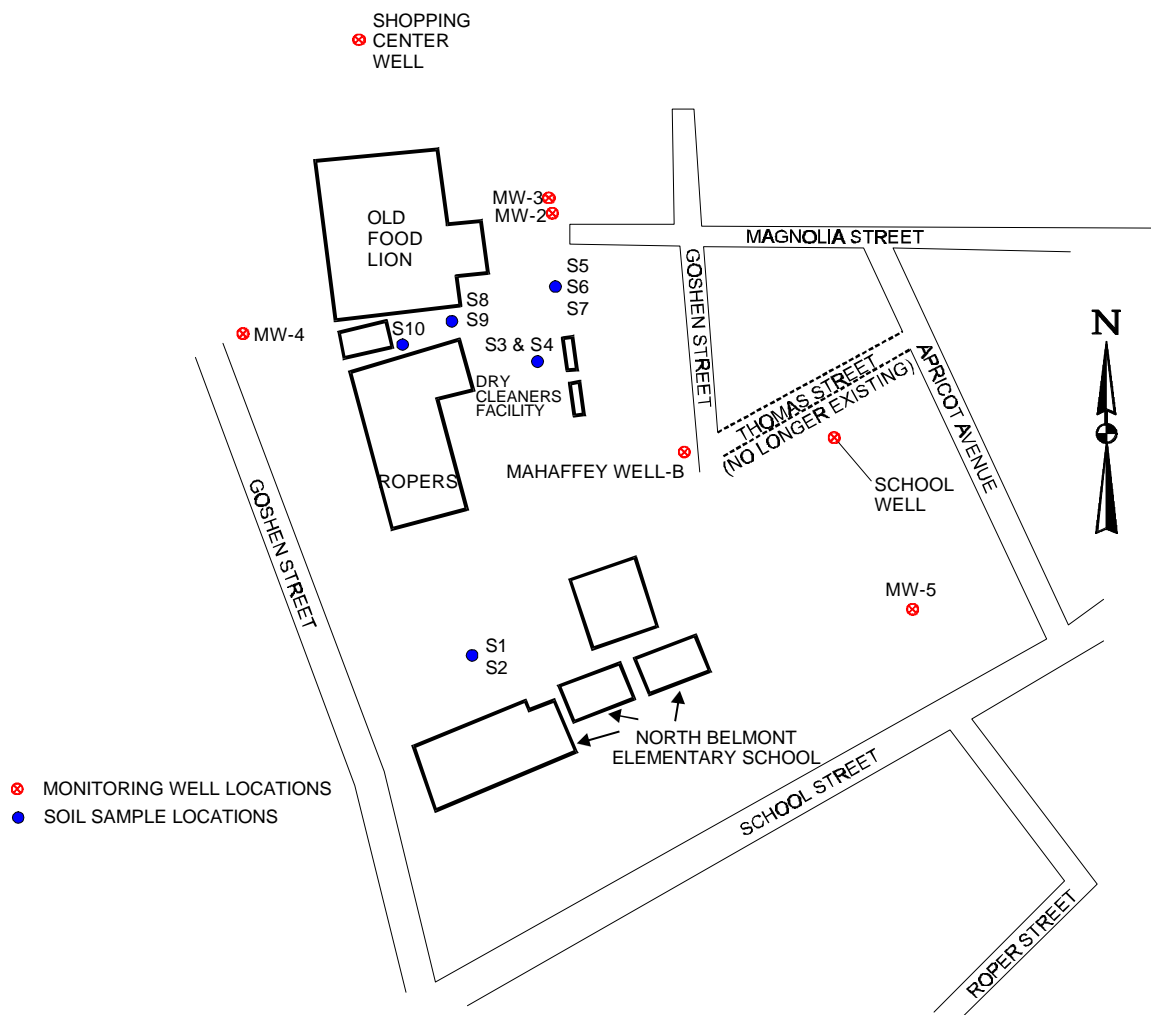 SHOPPING
CENTER
WELL
MW-3
MW-2
OLD
FOOD
LION
MAGNOLIA STREET
GOSHEN STREET
S5
S6
S7
S8
S9
S10
MW-4
S3 & S4
DRY
CLEANERS
FACILITY
THOMAS STREET
(NO LONGER EXISTING)
APRICOT AVENUE
N
MAHAFFEY WELL-B
ROPERS
SCHOOL
WELL
GOSHEN STREET
MW-5
S1
S2
NORTH BELMONT
ELEMENTARY SCHOOL
SCHOOL STREET
MONITORING WELL LOCATIONS
SOIL SAMPLE LOCATIONS
ROPER STREET